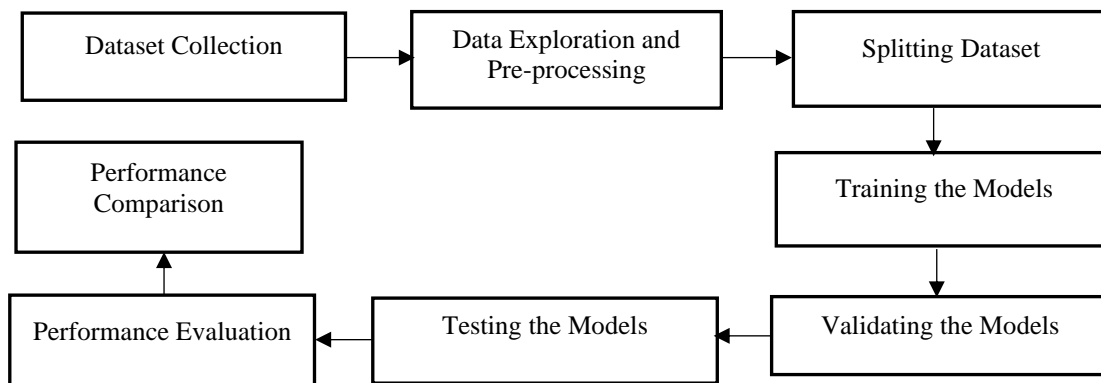 Dataset Collection
Data Exploration and
Pre-processing
Splitting Dataset
Training the Models
Validating the Models
Testing the Models
Performance Evaluation
Performance
Comparison